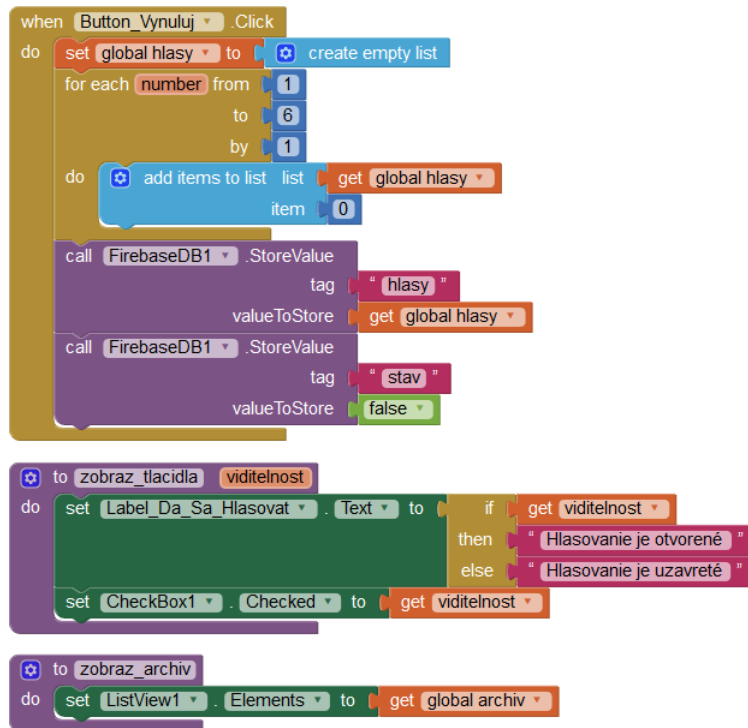 when Button_Vynuluj .Click
do set global hlasy to create empty list
for each number from 1
to 6
by 1
do add items to list list get global hlasy
item 0
call FirebaseDB1 .StoreValue
tag " hlasy "
valueToStore get global hlasy
call FirebaseDB1 .StoreValue
tag " stav "
valueToStore false
to zobraz_tlacidla viditelnost
do set Label_Da_Sa_Hlasovat . Text to if get viditelnost
then " Hlasovanie je otvorené "
else " Hlasovanie je uzavreté "
set CheckBox1 . Checked to get viditelnost
to zobraz_archiv
do set ListView1 . Elements to get global archiv